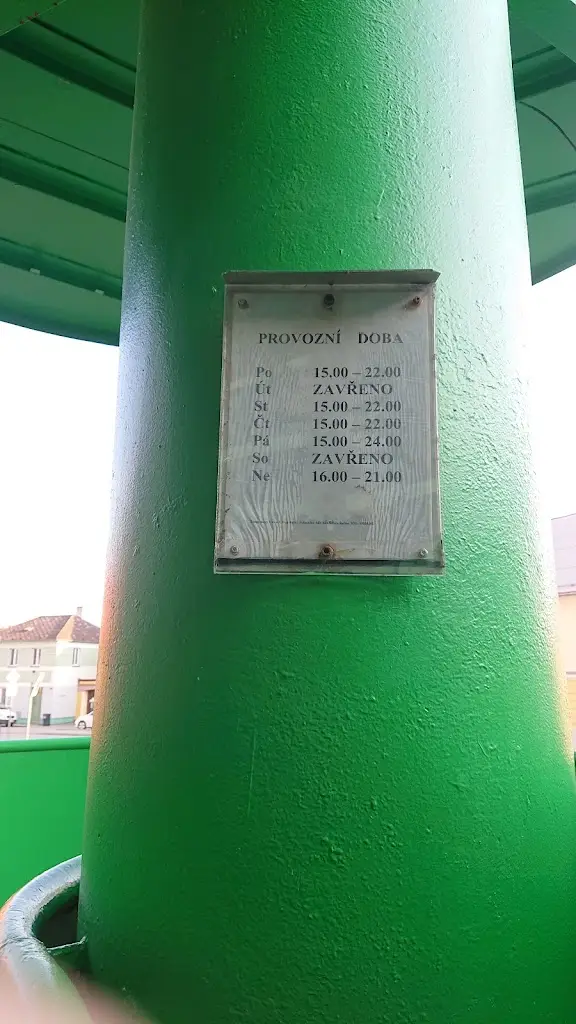 PROVOZNÍ DOBA
Po 15.00 – 22.00
Út ZAVŘENO
St 15.00 – 22.00
Čt 15.00 – 22.00
Pá 15.00 – 24.00
So ZAVŘENO
Ne 16.00 – 21.00